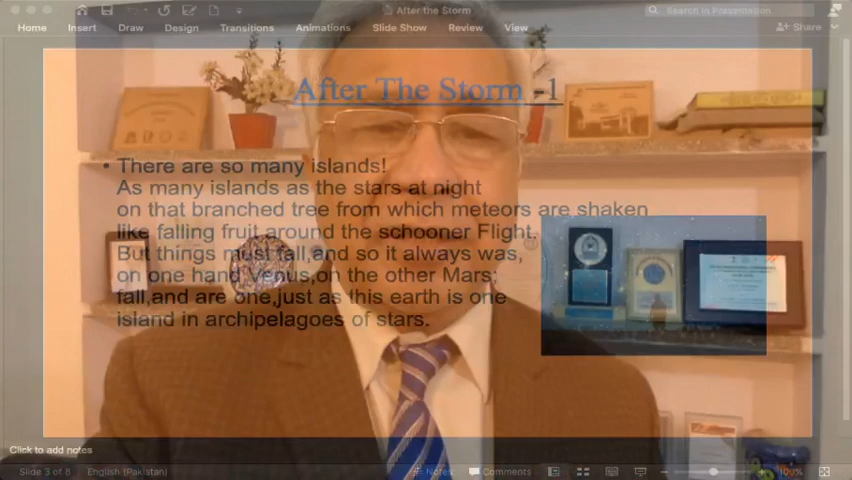 After the Storm
Search in Presentation
Home Insert Draw Design Transitions Animations Slide Show Review View
Share
After The Storm -1
• There are so many islands!
As many islands as the stars at night
on that branched tree from which meteors are shaken
like falling fruit around the schooner Flight.
But things must fall,and so it always was,
on one hand Venus,on the other Mars;
fall,and are one,just as this earth is one
island in archipelagoes of stars.
Click to add notes
Slide 3 of 8 English (Pakistan) Notes Comments 100%